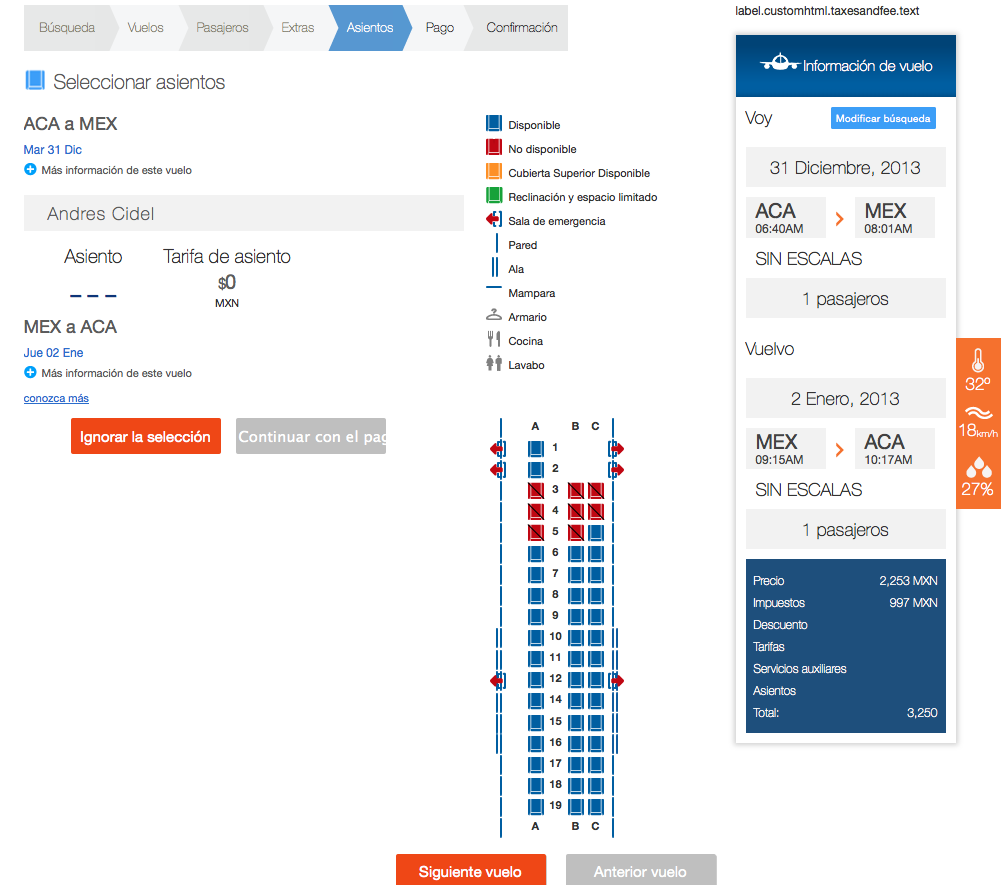 Búsqueda
Vuelos
Pasajeros
Extras
Asientos
Pago
Confirmación
Seleccionar asientos
ACA a MEX
Mar 31 Dic
Más información de este vuelo
Andres Cidel
Asiento Tarifa de asiento
--- $0
MXN
MEX a ACA
Jue 02 Ene
Más información de este vuelo
conozca más
Ignorar la selección
Continuar con el pag
Disponible
No disponible
Cubierta Superior Disponible
Reclinación y espacio limitado
Sala de emergencia
Pared
Ala
Mampara
Armario
Cocina
Lavabo
A B C
1
2
3
4
5
6
7
8
9
10
11
12
14
15
16
17
18
19
A B C
Siguiente vuelo
Anterior vuelo
label.customhtml.taxesandfee.text
Información de vuelo
Voy
Modificar búsqueda
31 Diciembre, 2013
ACA > MEX
06:40AM 08:01AM
SIN ESCALAS
1 pasajeros
Vuelvo
2 Enero, 2013
MEX > ACA
09:15AM 10:17AM
SIN ESCALAS
1 pasajeros
Precio 2,253 MXN
Impuestos 997 MXN
Descuento
Tarifas
Servicios auxiliares
Asientos
Total: 3,250
32º
18km/h
27%